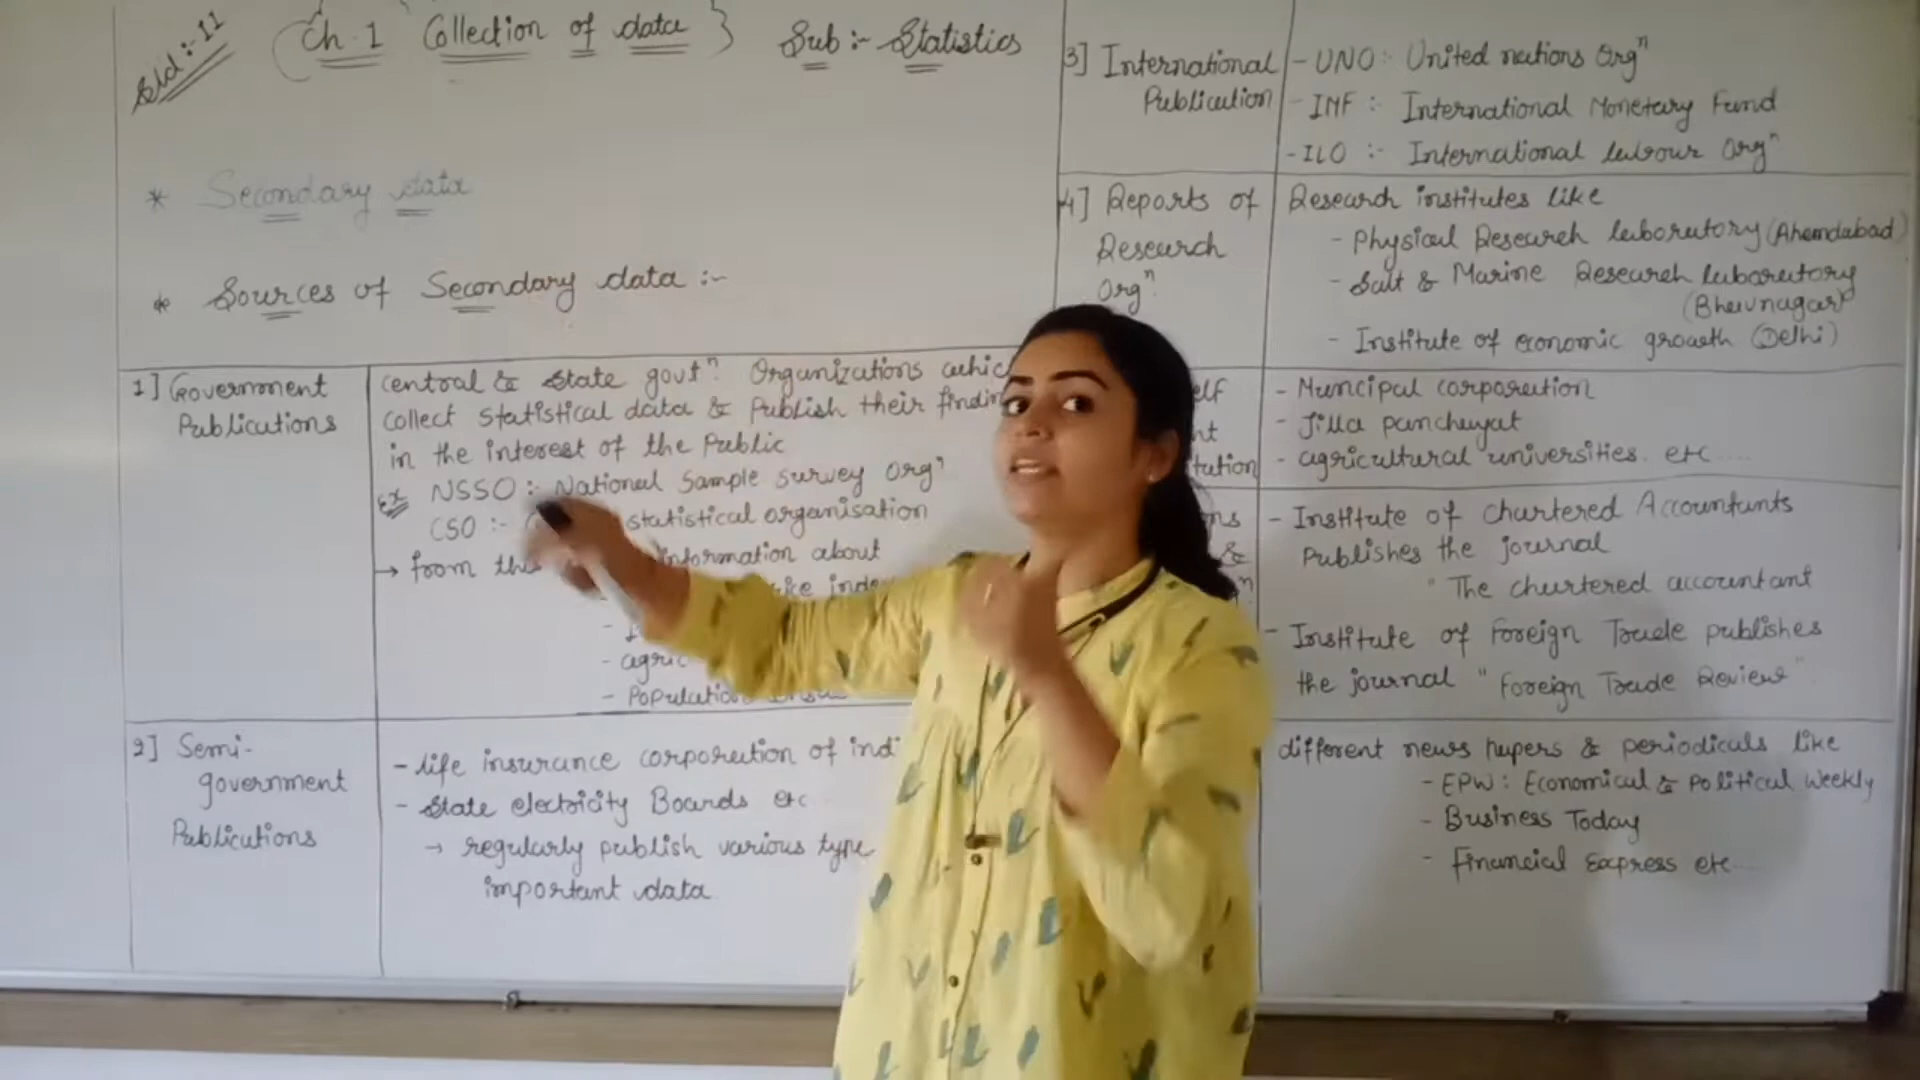 Std:- 11
Ch-1 Collection of data } Sub :- Statistics
* Secondary data
* Sources of Secondary data :-
1] Government
Publications
central & State govtⁿ. Organizations
collect statistical data & Publish their
in the interest of the Public
Ex NSSO :- National Sample Survey Orgⁿ
CSO :- statistical organisation
→ from information about
-
-
- Population
2] Semi-
government
Publications
- life insurance corporation of
- State electricity Boards etc
→ regularly publish various type
important data
3] International
Publication
- UNO :- United nations Orgⁿ
- IMF :- International Monetary Fund
- ILO :- International labour Orgⁿ
4] Reports of
Research
Orgⁿ.
Research institutes like
- Physical Research laboratory (Ahemdabad)
- Salt & Marine Research laboratory
(Bhavnagar)
- Institute of economic growth (Delhi)
- Muncipal corporation
- Jilla panchayat
- agricultural universities. etc ....
&
- Institute of chartered Accountants
Publishes the journal
" The chartered accountant
- Institute of Foreign Trade publishes
the journal " Foreign Trade Review"
different news papers & periodicals like
- EPW : Economical & Political Weekly
- Business Today
- Financial Express etc...